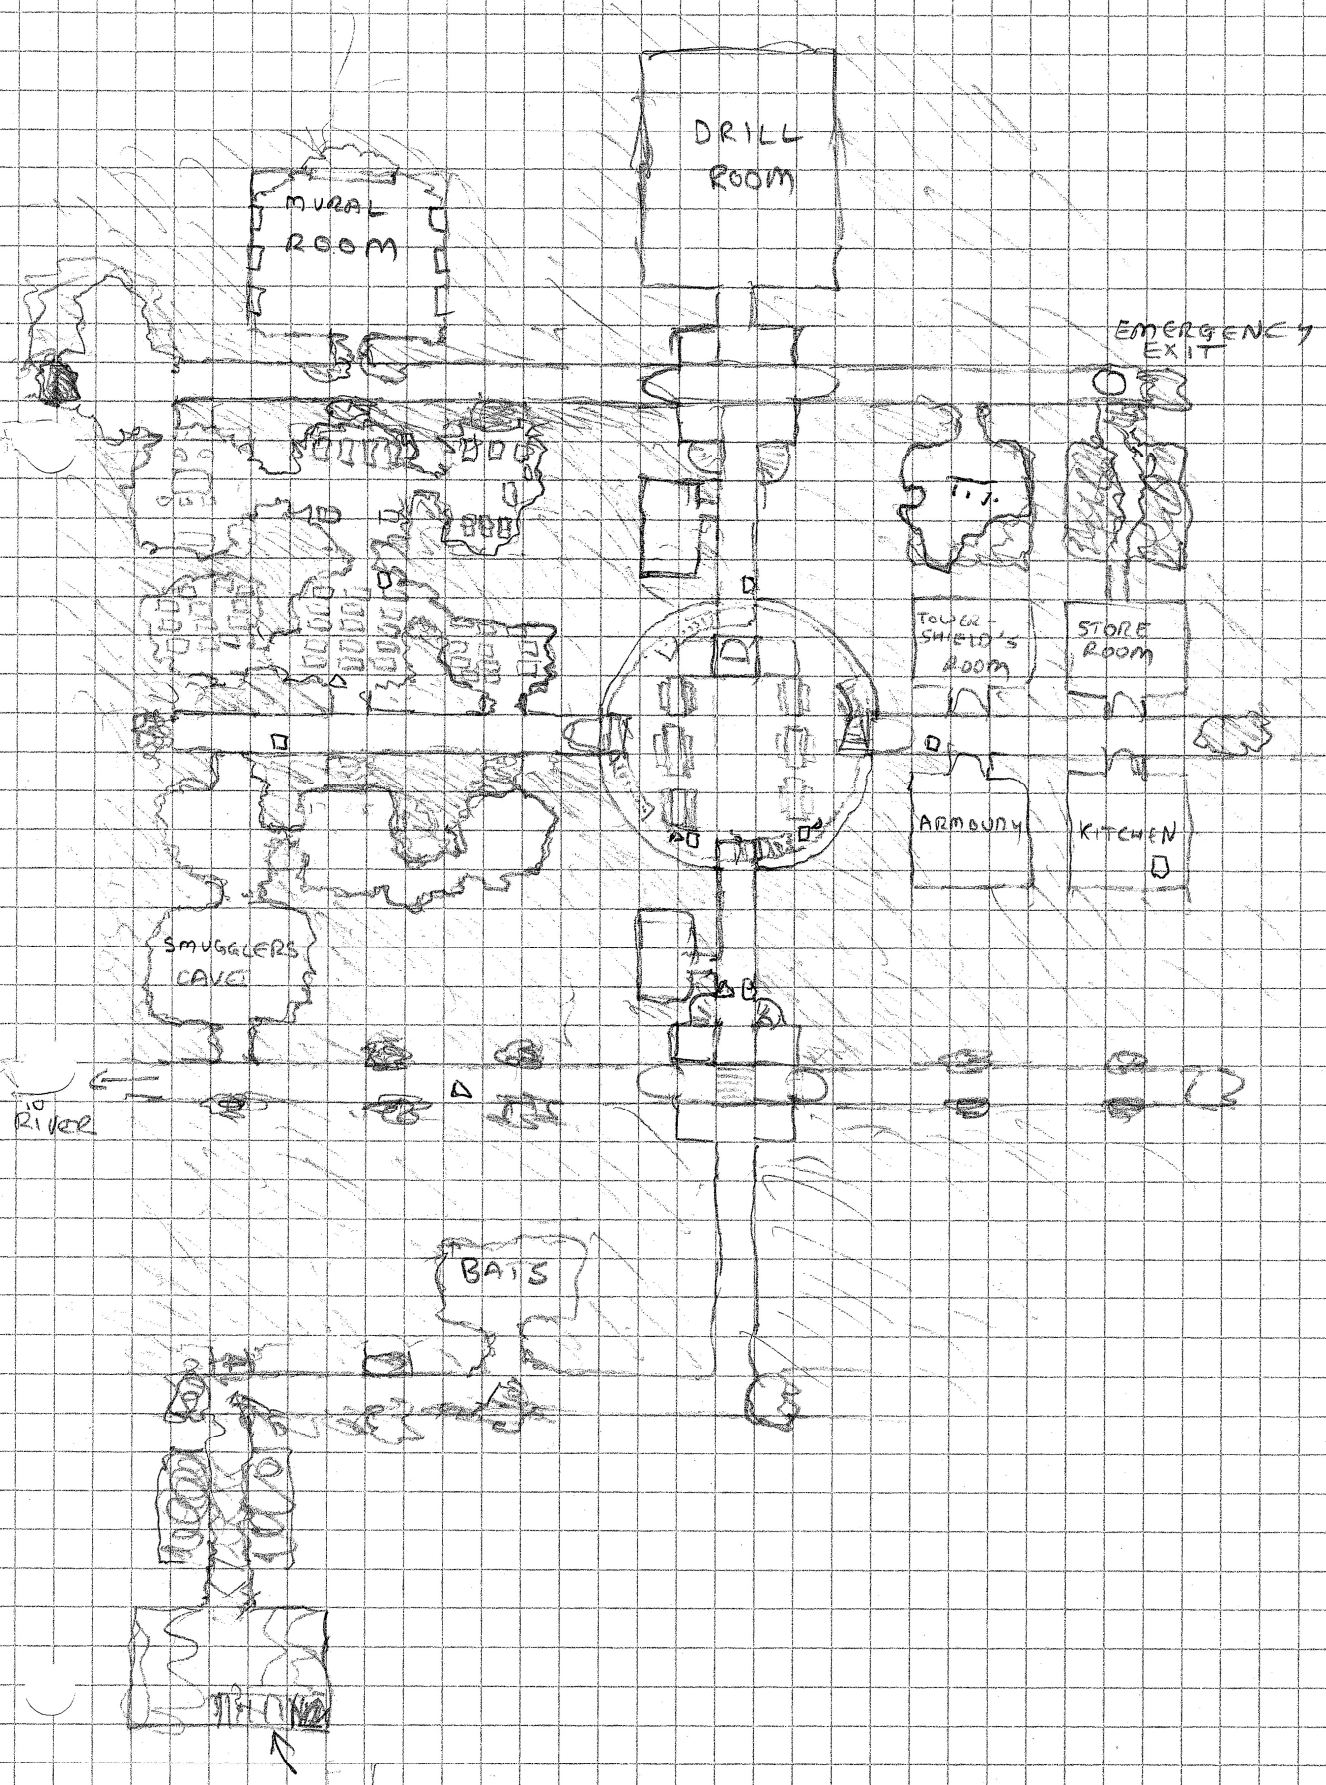 DRILL
ROOM
MURAL
ROOM
EMERGENCY
EXIT
TOWER-
SHIELD'S
ROOM
STORE
ROOM
ARMOURY
KITCHEN
SMUGGLERS
CAVE
TO
RIVER
BATS